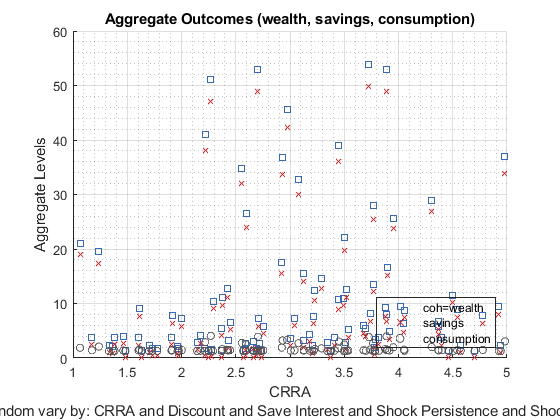 Aggregate Outcomes (wealth, savings, consumption)
60
50
40
30
20
10
0
Aggregate Levels
coh=wealth
savings
consumption
1 1.5 2 2.5 3 3.5 4 4.5 5
CRRA
ndom vary by: CRRA and Discount and Save Interest and Shock Persistence and Sho